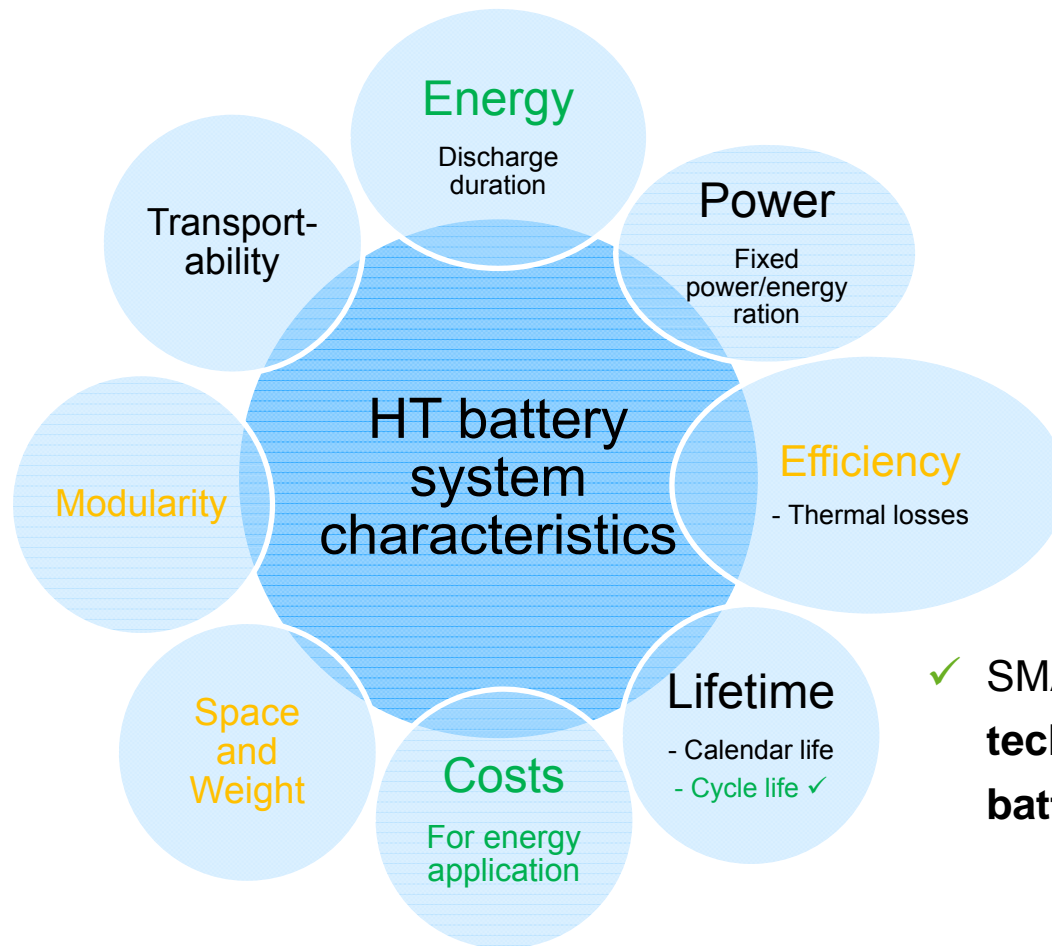 Energy
Discharge
duration
Power
Fixed
power/energy
ration
Transport-
ability
HT battery
system
characteristics
Efficiency
- Thermal losses
Modularity
Lifetime
- Calendar life
- Cycle life ✓
Space
and
Weight
Costs
For energy
application
✓